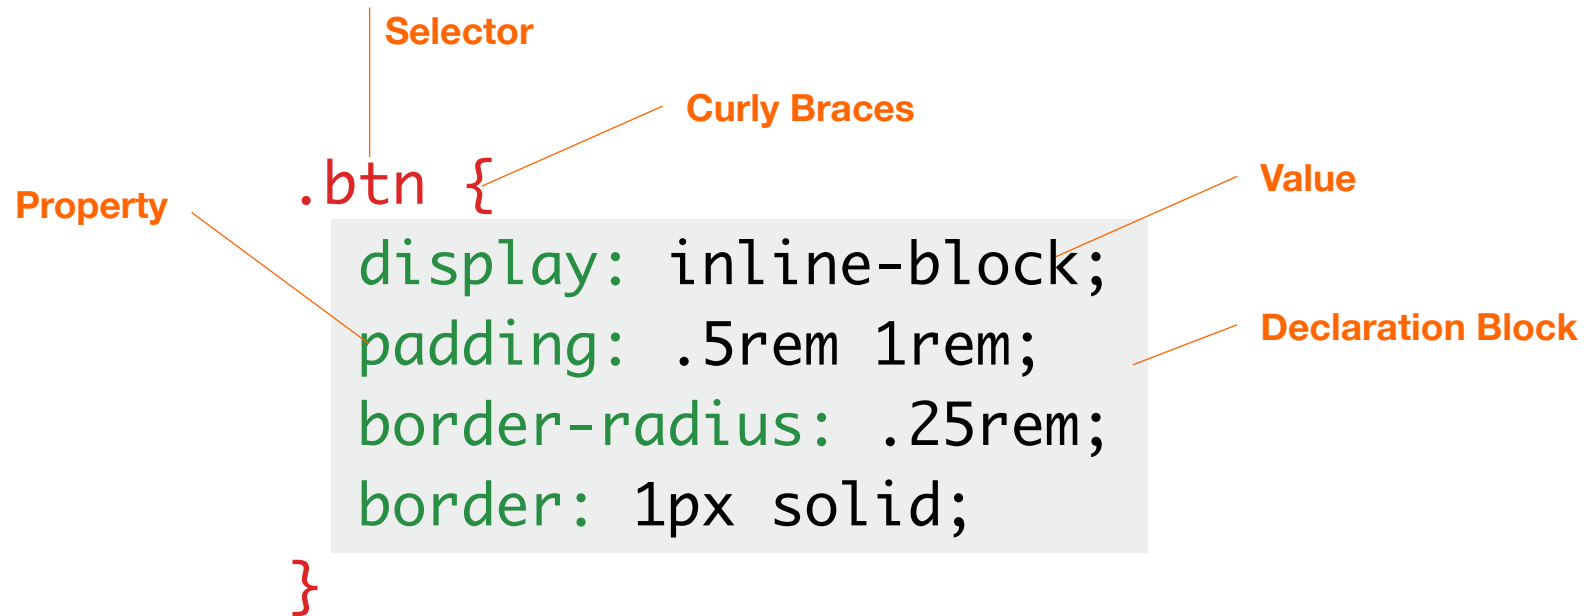 Selector
Curly Braces
.btn {
Value
Property
display: inline-block;
padding: .5rem 1rem;
Declaration Block
border-radius: .25rem;
border: 1px solid;
}